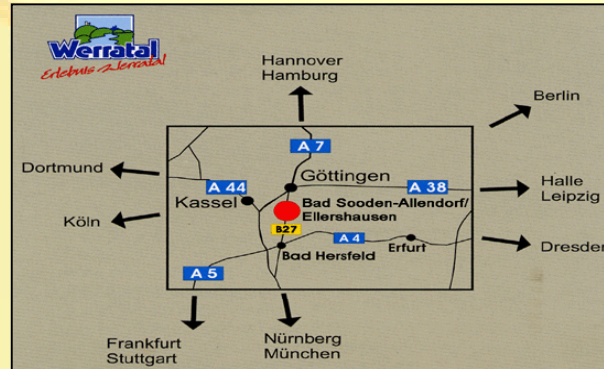 Werratal
Erlebnis Werratal
Hannover
Hamburg
Berlin
A 7
Dortmund
Göttingen
A 44
A 38
Halle
Leipzig
Kassel
Bad Sooden-Allendorf/
Ellershausen
Köln
B27
A 4
Erfurt
Dresden
Bad Hersfeld
A 5
Frankfurt
Stuttgart
Nürnberg
München